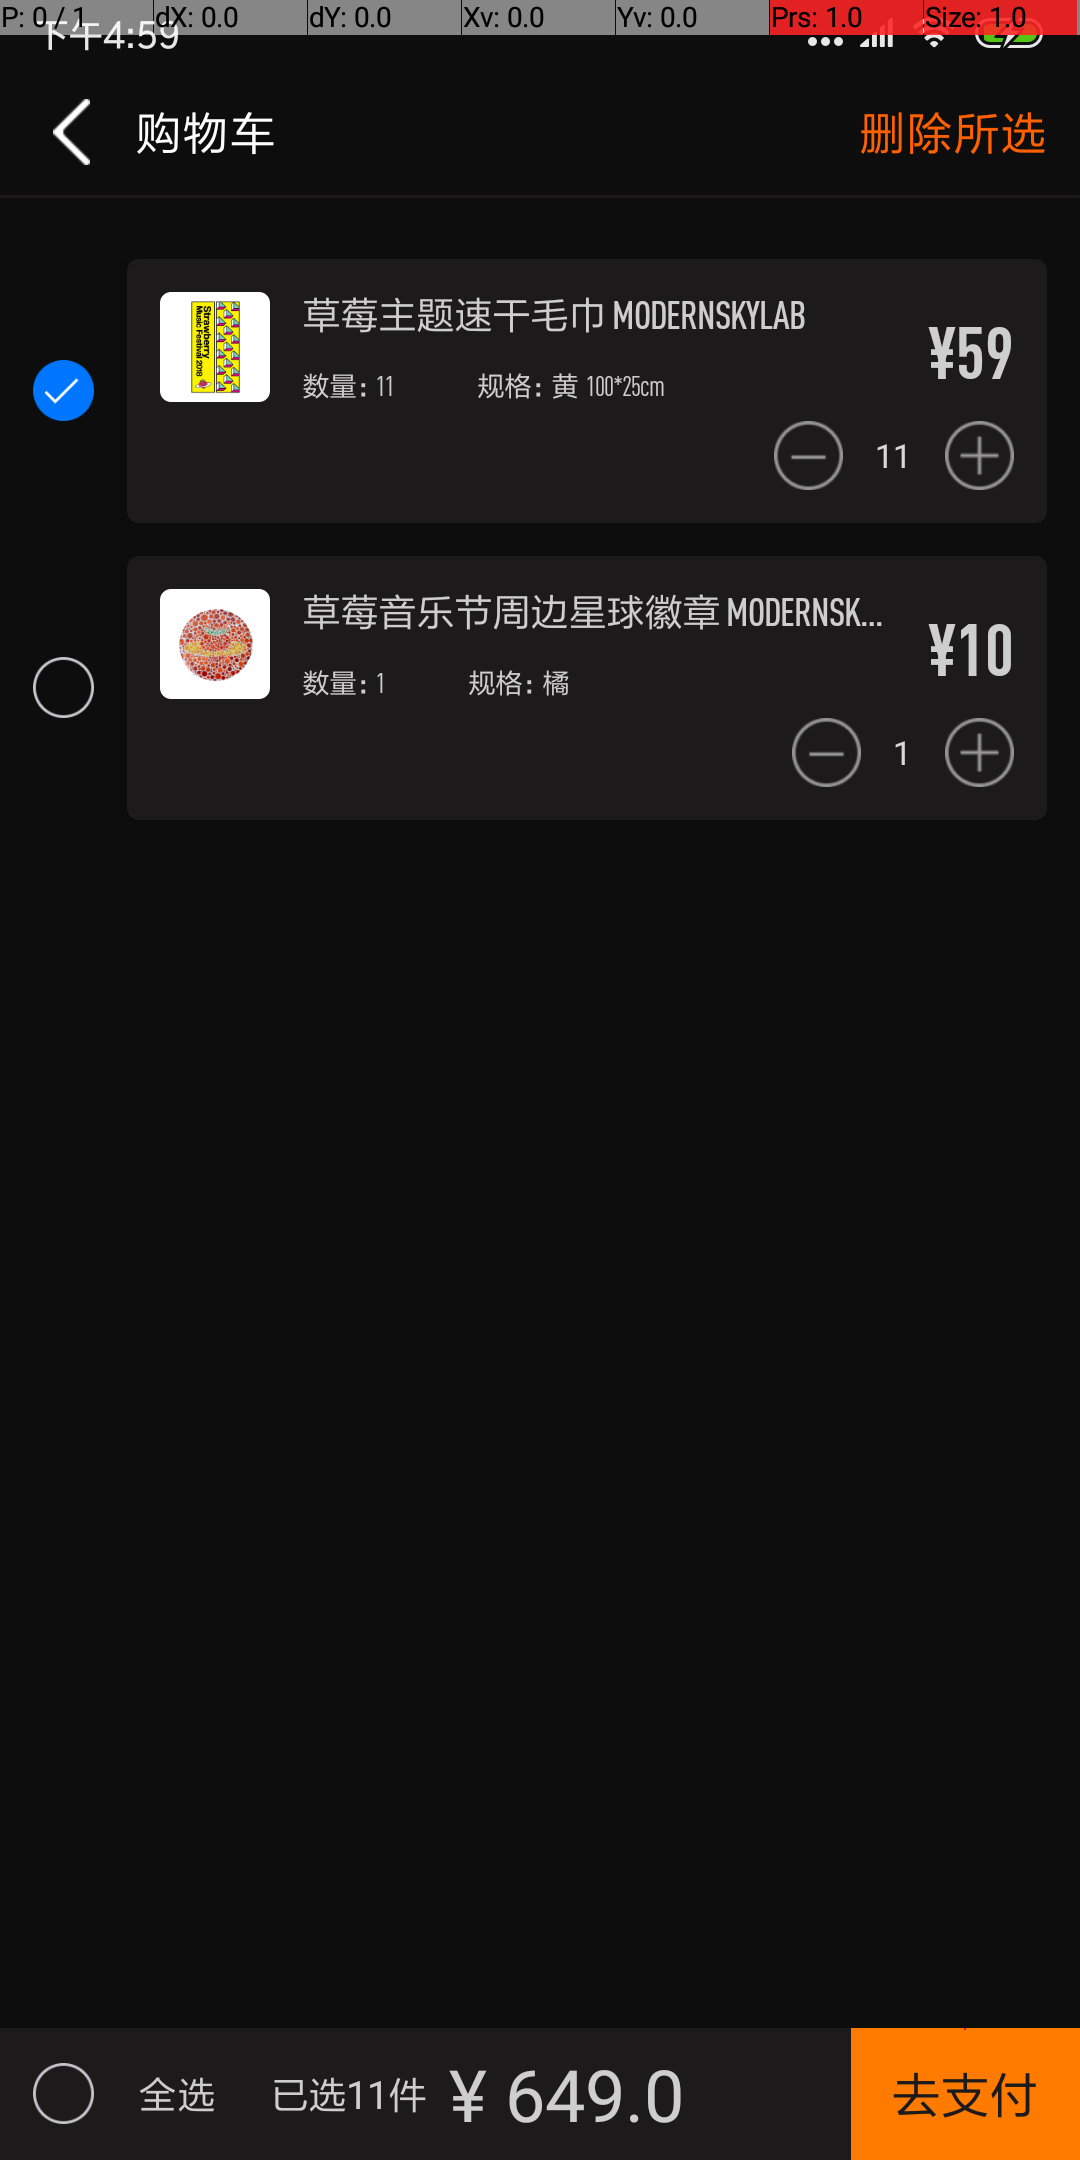 P: 0 / 1 dX: 0.0 dY: 0.0 Xv: 0.0 Yv: 0.0 Prs: 1.0 Size: 1.0
下午4:59
购物车 删除所选
草莓主题速干毛巾 MODERNSKYLAB
¥59
数量: 11 规格: 黄 100*25cm
11
Strawberry
Music Festival 2018
草莓音乐节周边星球徽章 MODERNSK...
¥10
数量: 1 规格: 橘
1
全选 已选11件 ¥ 649.0 去支付